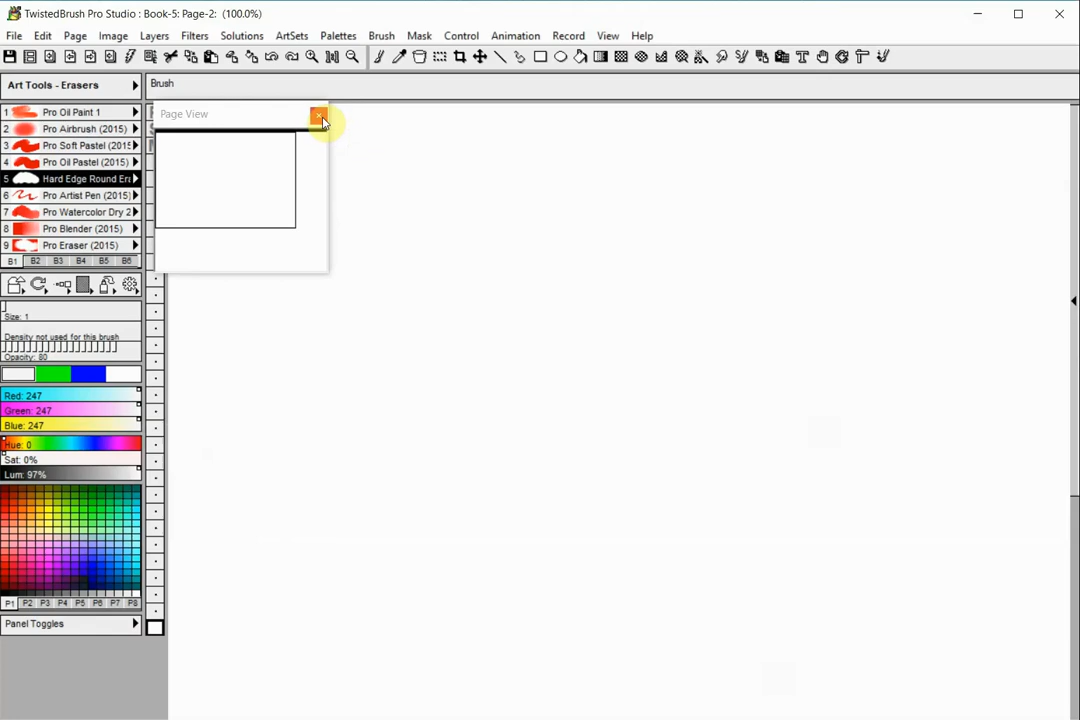 TwistedBrush Pro Studio : Book-5: Page-2: (100.0%)
File Edit Page Image Layers Filters Solutions ArtSets Palettes Brush Mask Control Animation Record View Help
Art Tools - Erasers
Brush
Page View
1 Pro Oil Paint 1
2 Pro Airbrush (2015)
3 Pro Soft Pastel (2015
4 Pro Oil Pastel (2015)
5 Hard Edge Round Era
6 Pro Artist Pen (2015)
7 Pro Watercolor Dry 2
8 Pro Blender (2015)
9 Pro Eraser (2015)
B1 B2 B3 B4 B5 B6
Size: 1
Density not used for this brush
Opacity: 80
Red: 247
Green: 247
Blue: 247
Hue: 0
Sat: 0%
Lum: 97%
P1 P2 P3 P4 P5 P6 P7 P8
Panel Toggles